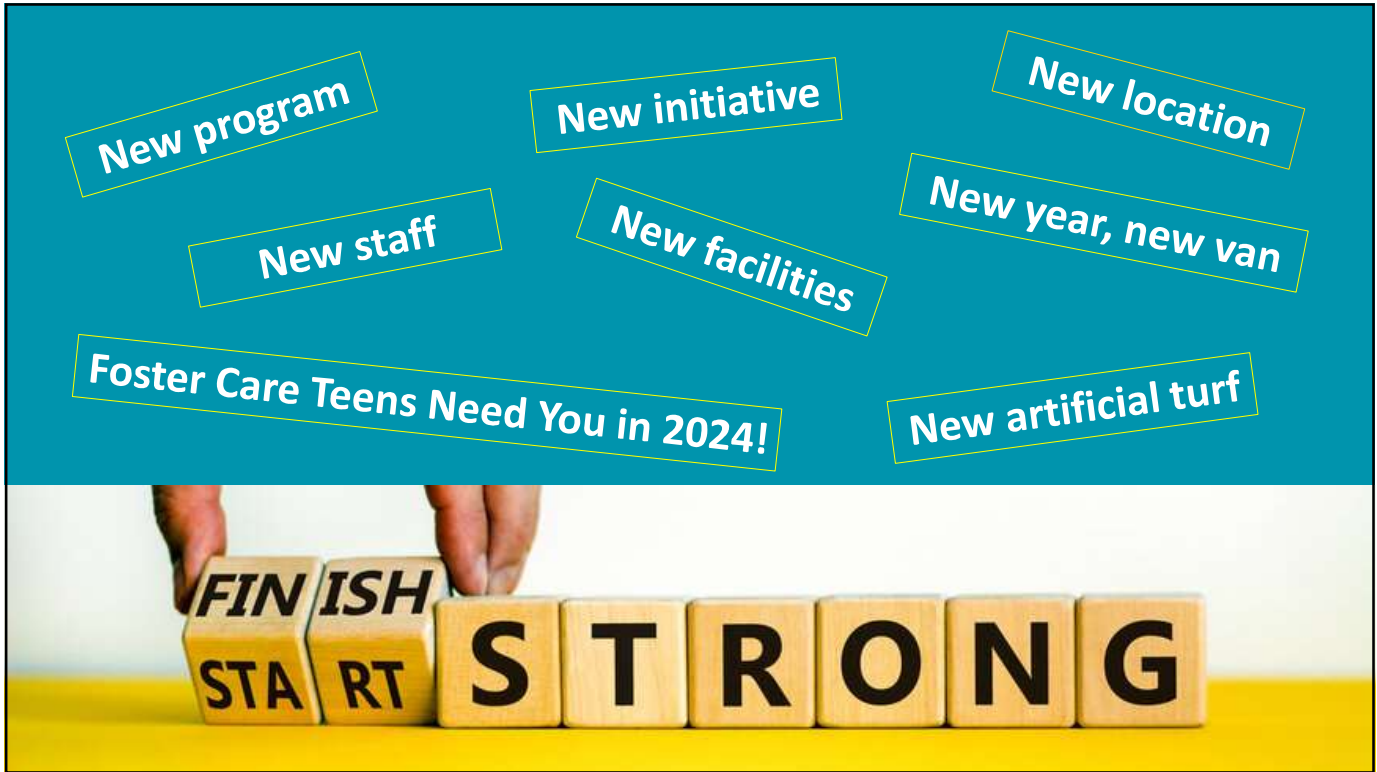 New program
New initiative
New location
New staff
New facilities
New year, new van
Foster Care Teens Need You in 2024!
New artificial turf
FINISH
START STRONG